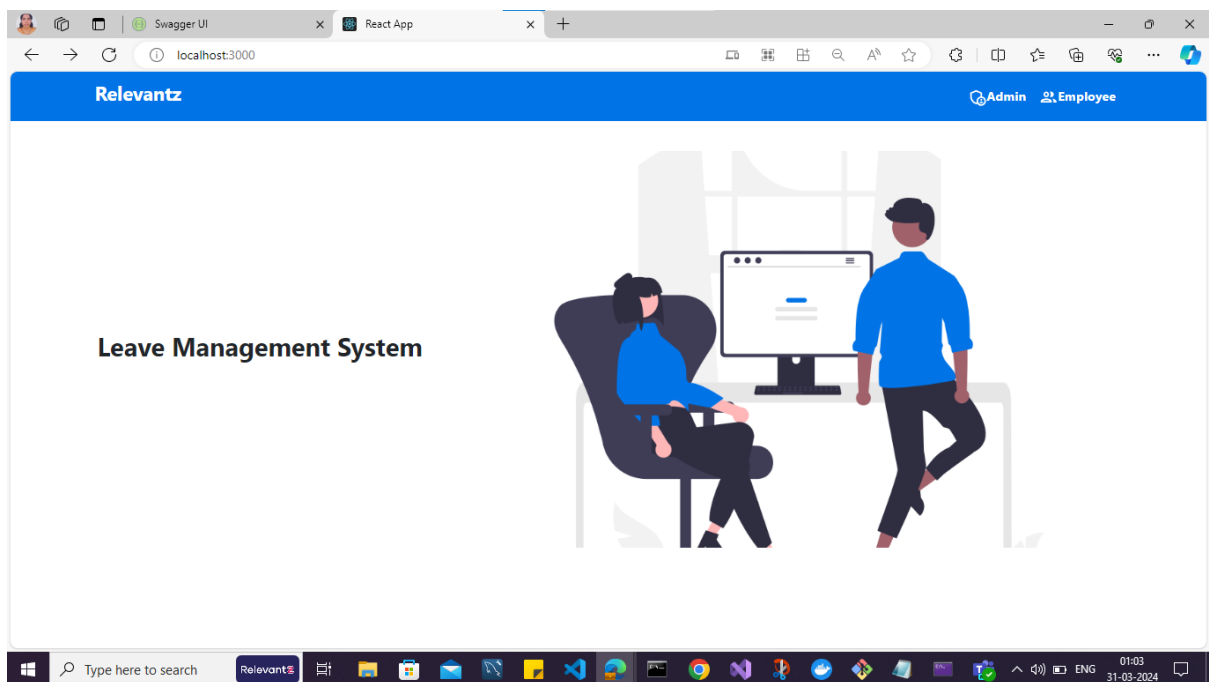 Swagger UI
React App
localhost:3000
Relevantz
Admin
Employee
Leave Management System
Type here to search
Relevantz
ENG
01:03
31-03-2024